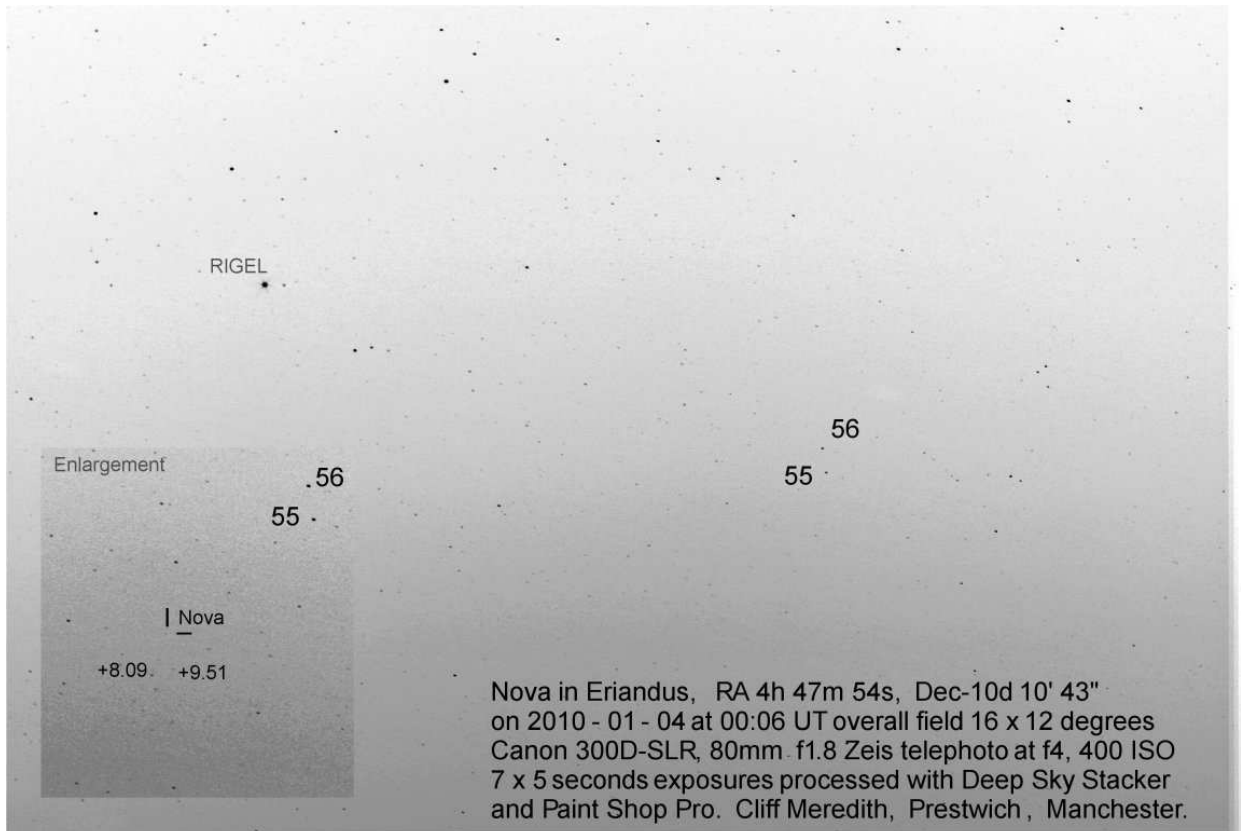 RIGEL
56
55
Enlargement
56
55
Nova
+8.09 +9.51
Nova in Eriandus, RA 4h 47m 54s, Dec-10d 10' 43"
on 2010 - 01 - 04 at 00:06 UT overall field 16 x 12 degrees
Canon 300D-SLR, 80mm f1.8 Zeis telephoto at f4, 400 ISO
7 x 5 seconds exposures processed with Deep Sky Stacker
and Paint Shop Pro. Cliff Meredith, Prestwich, Manchester.